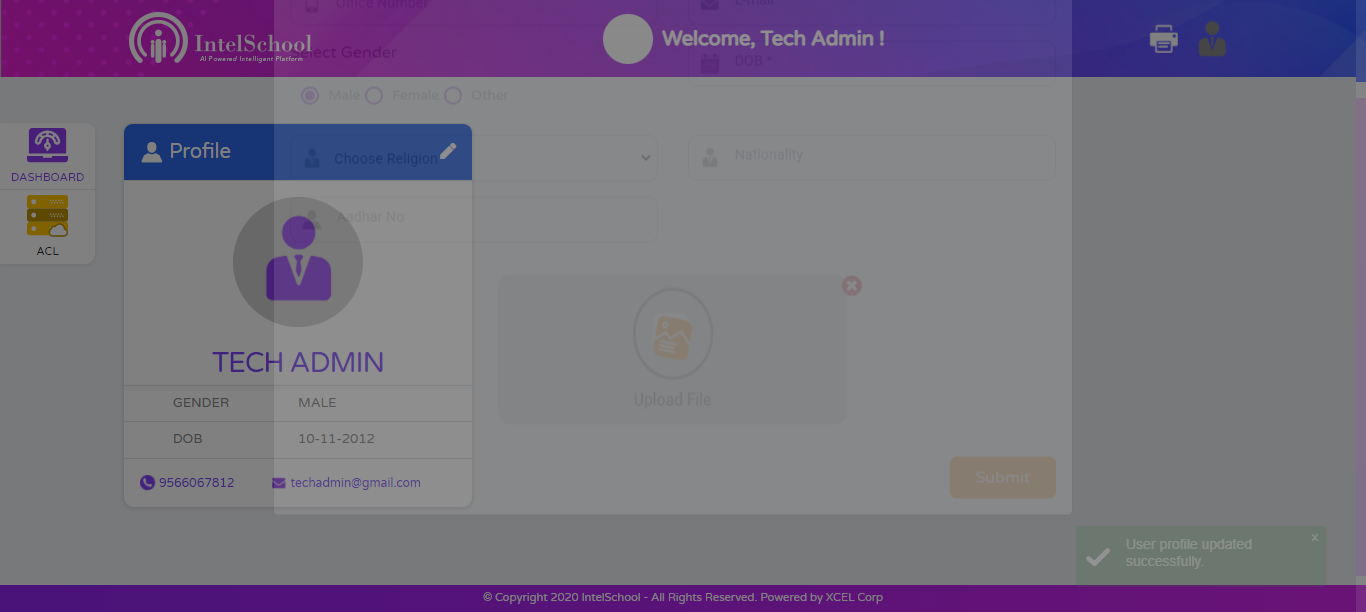 Office Number
E-mail
IntelSchool
AI Powered Intelligent Platform
Welcome, Tech Admin !
Select Gender
DOB *
Male
Female
Other
Profile
Choose Religion
Nationality
DASHBOARD
Aadhar No
ACL
TECH ADMIN
GENDER MALE
DOB 10-11-2012
9566067812 techadmin@gmail.com
Upload File
Submit
User profile updated
successfully.
x
© Copyright 2020 IntelSchool - All Rights Reserved. Powered by XCEL Corp